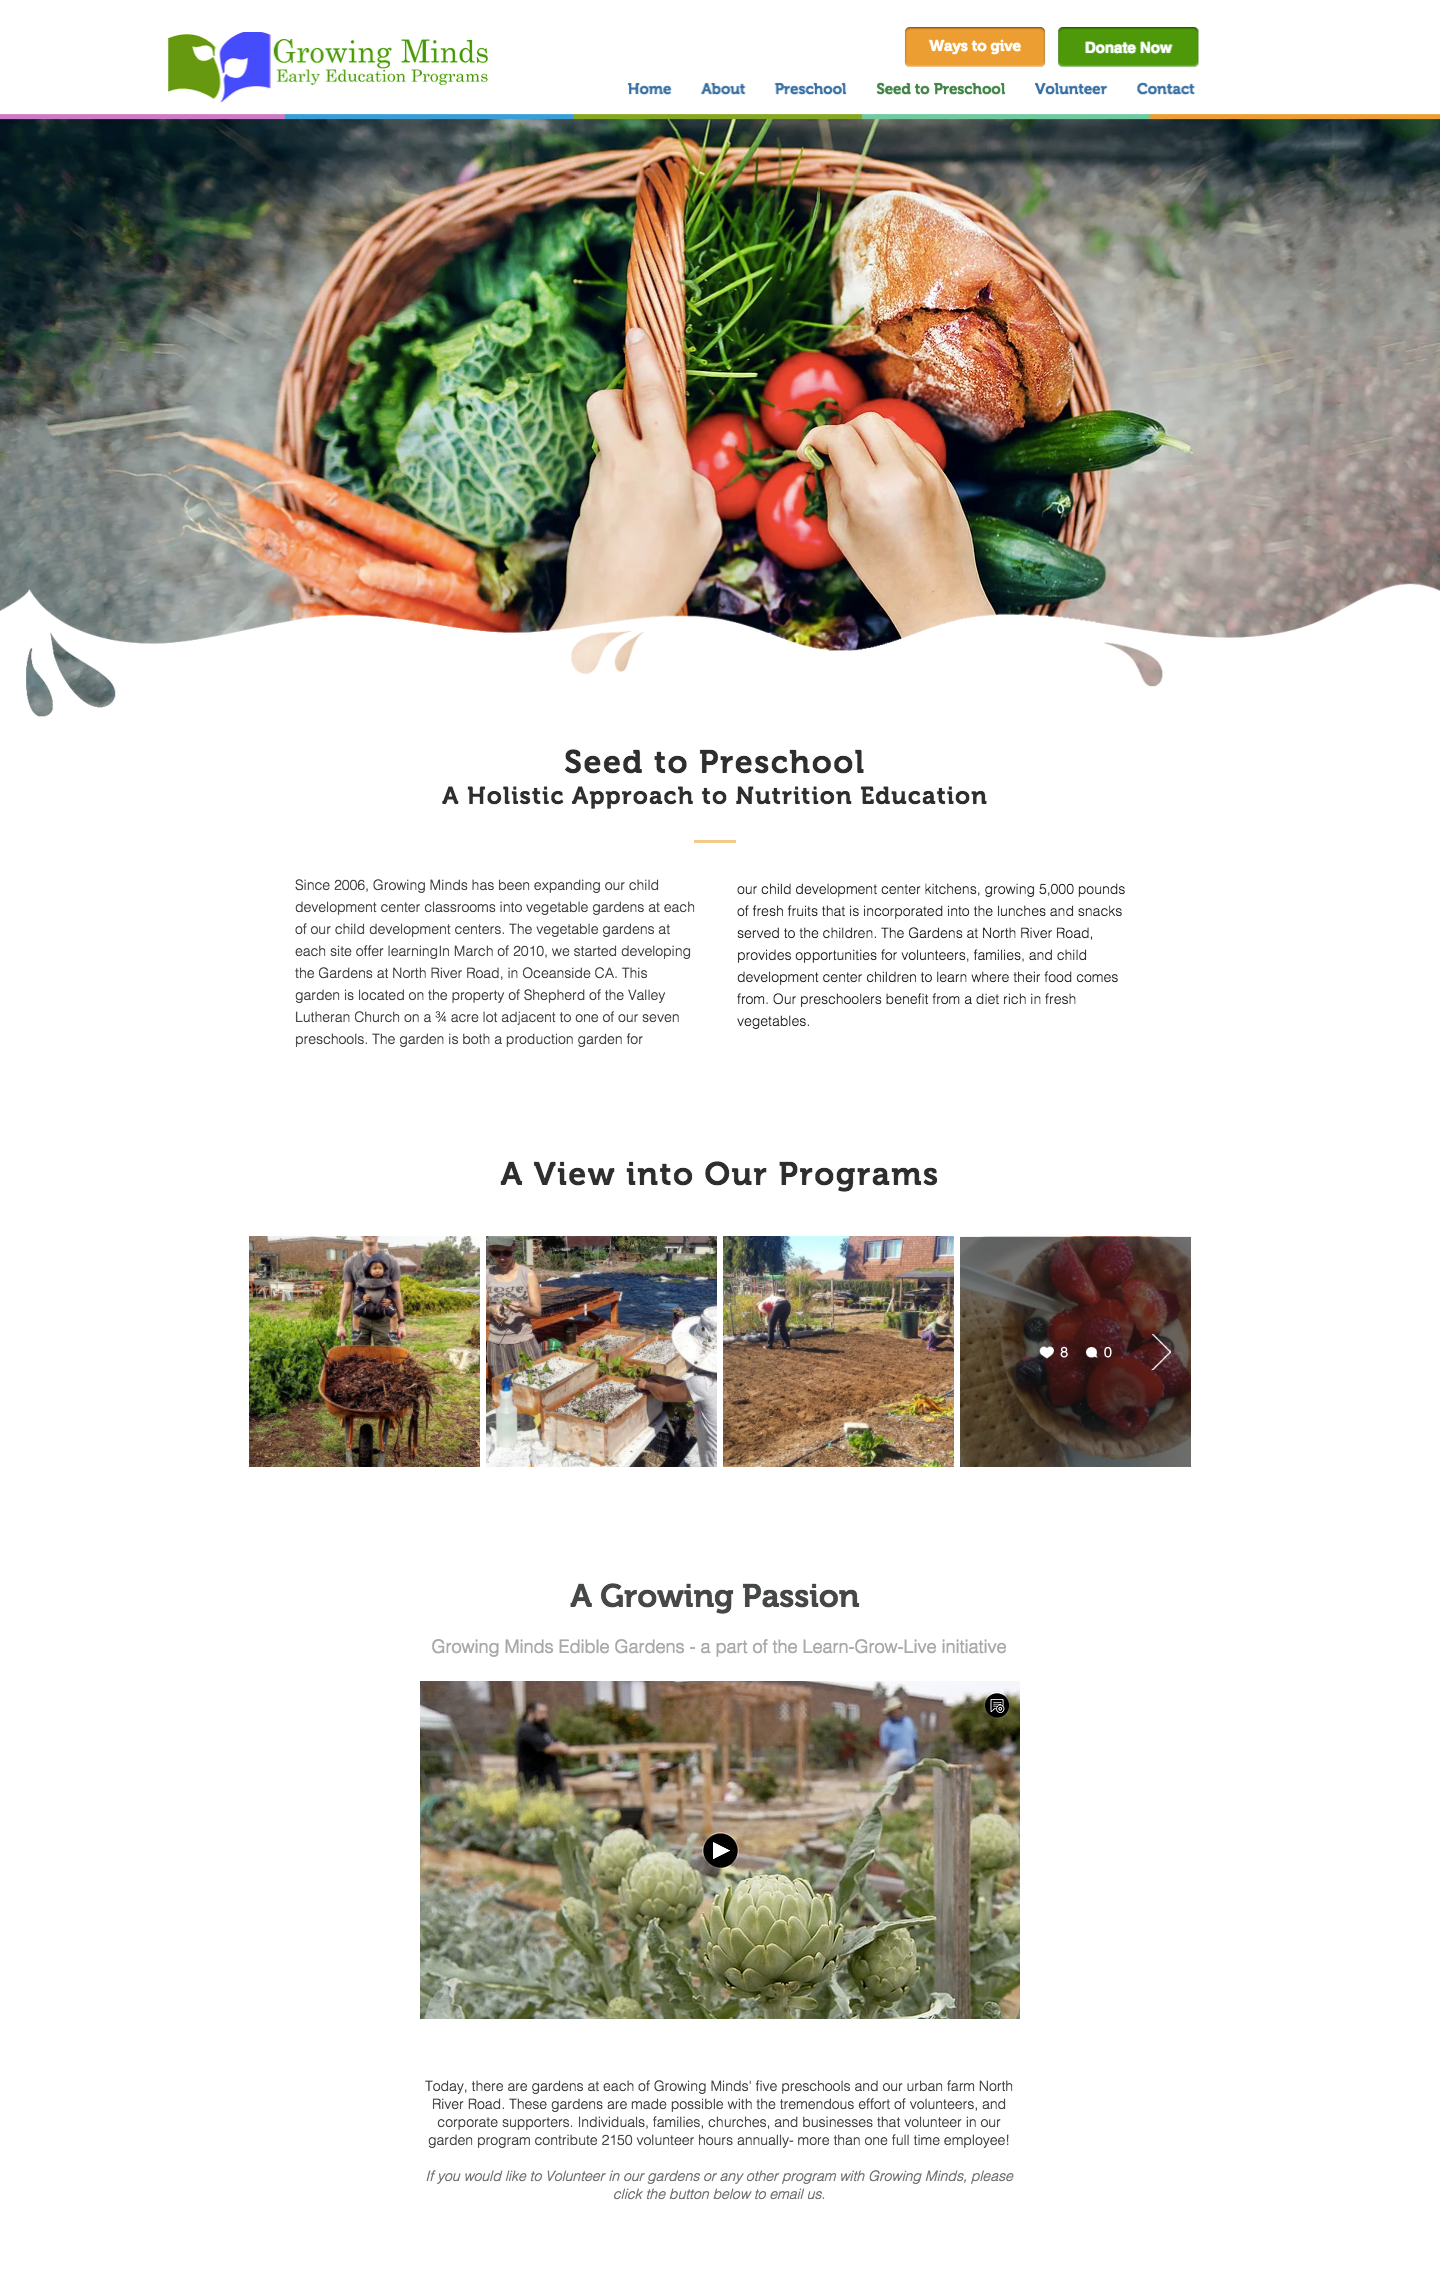 Growing Minds
Early Education Programs
Ways to give
Donate Now
Home
About
Preschool
Seed to Preschool
Volunteer
Contact
Seed to Preschool
A Holistic Approach to Nutrition Education
Since 2006, Growing Minds has been expanding our child
development center classrooms into vegetable gardens at each
of our child development centers. The vegetable gardens at
each site offer learningIn March of 2010, we started developing
the Gardens at North River Road, in Oceanside CA. This
garden is located on the property of Shepherd of the Valley
Lutheran Church on a ¾ acre lot adjacent to one of our seven
preschools. The garden is both a production garden for
our child development center kitchens, growing 5,000 pounds
of fresh fruits that is incorporated into the lunches and snacks
served to the children. The Gardens at North River Road,
provides opportunities for volunteers, families, and child
development center children to learn where their food comes
from. Our preschoolers benefit from a diet rich in fresh
vegetables.
A View into Our Programs
8
0
A Growing Passion
Growing Minds Edible Gardens - a part of the Learn-Grow-Live initiative
Today, there are gardens at each of Growing Minds' five preschools and our urban farm North
River Road. These gardens are made possible with the tremendous effort of volunteers, and
corporate supporters. Individuals, families, churches, and businesses that volunteer in our
garden program contribute 2150 volunteer hours annually- more than one full time employee!
If you would like to Volunteer in our gardens or any other program with Growing Minds, please
click the button below to email us.